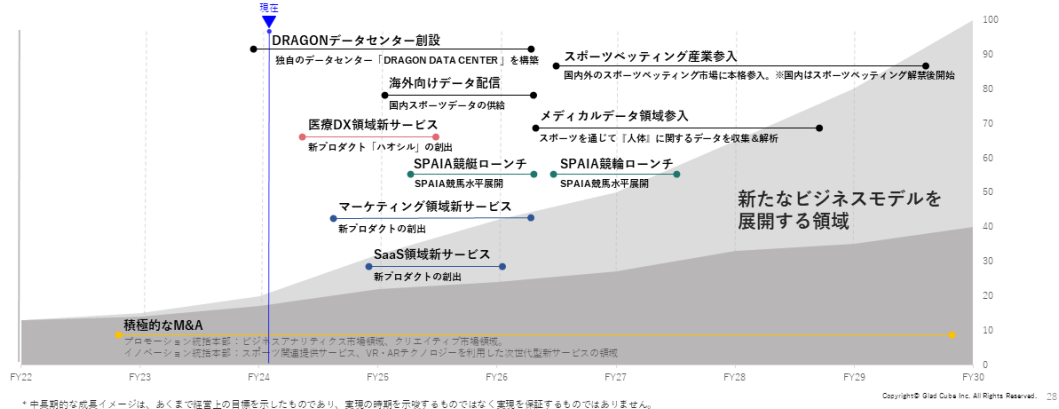 現在
100
DRAGONデータセンター創設
独自のデータセンター「DRAGON DATA CENTER 」を構築
90
スポーツベッティング産業参入
国内外のスポーツベッティング市場に本格参入。※国内はスポーツベッティング解禁後開始
80
海外向けデータ配信
国内スポーツデータの供給
70
メディカルデータ領域参入
スポーツを通じて『人体』に関するデータを収集&解析
医療DX領域新サービス
新プロダクト「ハオシル」の創出
60
SPAIA競艇ローンチ
SPAIA競馬水平展開
SPAIA競輪ローンチ
SPAIA競馬水平展開
50
新たなビジネスモデルを
展開する領域
マーケティング領域新サービス
新プロダクトの創出
40
SaaS領域新サービス
新プロダクトの創出
30
20
積極的なM&A
10
プロモーション統括本部:ビジネスアナリティクス市場領域、クリエイティブ市場領域。
イノベーション統括本部:スポーツ関連提供サービス、VR・ARテクノロジーを利用した次世代型新サービスの領域
0
FY22 FY23 FY24 FY25 FY26 FY27 FY28 FY29 FY30
* 中長期的な成長イメージは、あくまで経営上の目標を示したものであり、実現の時期を示唆するものではなく実現を保証するものではありません。
Copyright© Glad Cube Inc. All Rights Reserved. 28